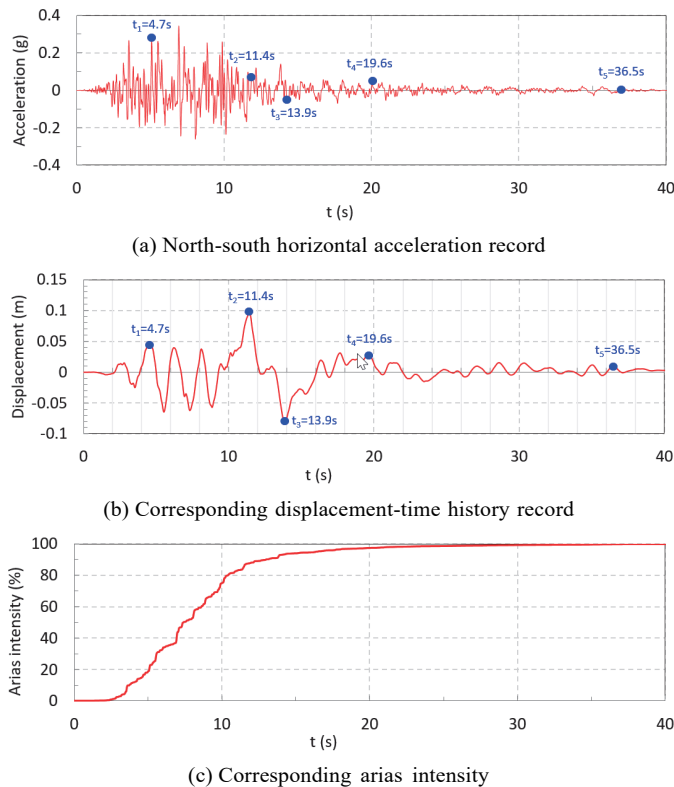 0.4
0.2
0
-0.2
-0.4
Acceleration (g)
t₁=4.7s
t₂=11.4s
t₃=13.9s
t₄=19.6s
t₅=36.5s
0 10 20 30 40
t (s)
(a) North-south horizontal acceleration record
0.15
0.10
0.05
0
-0.05
-0.1
Displacement (m)
t₁=4.7s
t₂=11.4s
t₃=13.9s
t₄=19.6s
t₅=36.5s
0 10 20 30 40
t (s)
(b) Corresponding displacement-time history record
100
80
60
40
20
0
Arias intensity (%)
0 10 20 30 40
t (s)
(c) Corresponding arias intensity